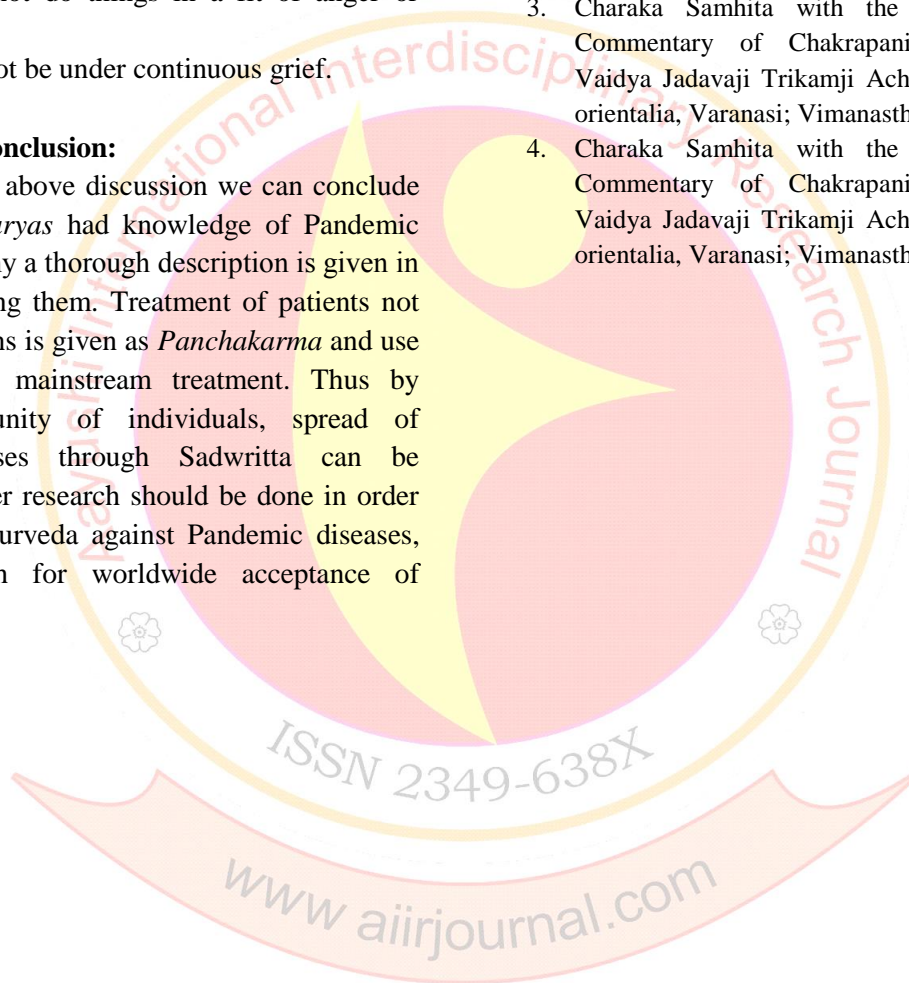 not do things in a fit of anger or
ot be under continuous grief.
onclusion:
above discussion we can conclude
aryas had knowledge of Pandemic
hy a thorough description is given in
ng them. Treatment of patients not
ns is given as Panchakarma and use
mainstream treatment. Thus by
unity of individuals, spread of
ses through Sadwritta can be
er research should be done in order
urveda against Pandemic diseases,
n for worldwide acceptance of
3. Charaka Samhita with the
Commentary of Chakrapani
Vaidya Jadavaji Trikamji Ach
orientalia, Varanasi; Vimanasth
4. Charaka Samhita with the
Commentary of Chakrapani
Vaidya Jadavaji Trikamji Ach
orientalia, Varanasi; Vimanasth
Aayushi International Interdisciplinary Research Journal
ISSN 2349-638X
www aiirjournal.com